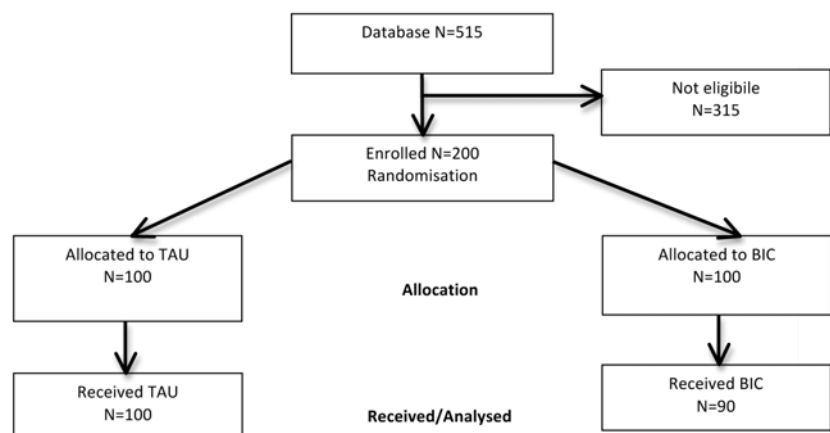 Database N=515
Not eligibile
N=315
Enrolled N=200
Randomisation
Allocated to TAU
N=100
Allocated to BIC
N=100
Allocation
Received TAU
N=100
Received BIC
N=90
Received/Analysed